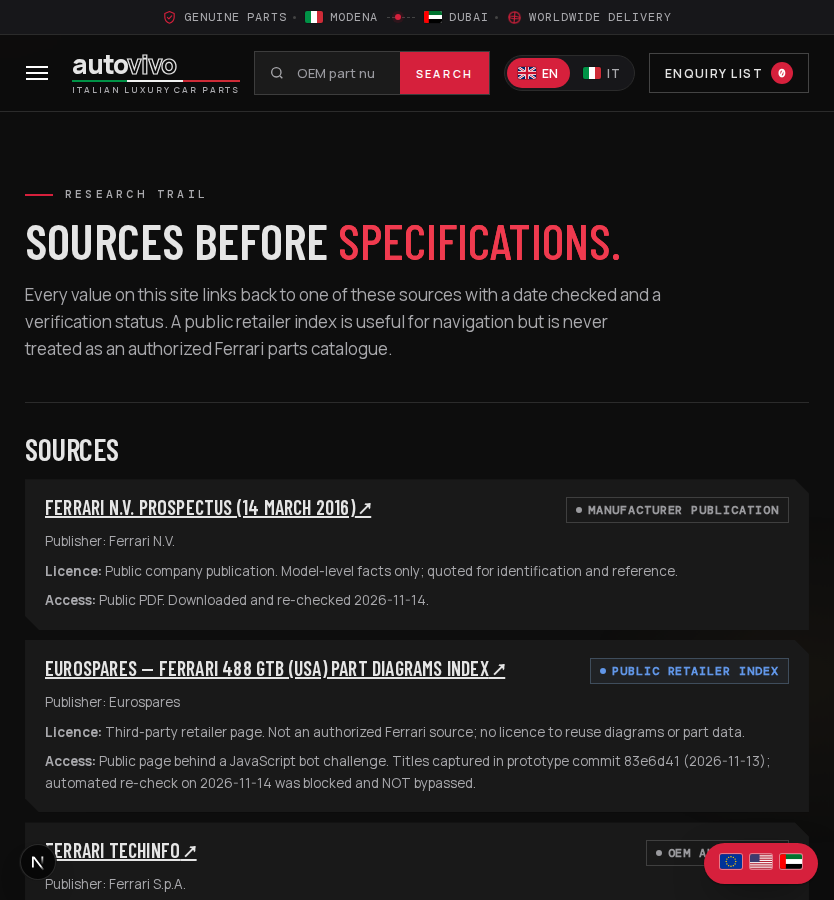 GENUINE PARTS • MODENA DUBAI • WORLDWIDE DELIVERY
autovivo
ITALIAN LUXURY CAR PARTS
OEM part nu
SEARCH
EN
IT
ENQUIRY LIST 0
RESEARCH TRAIL
SOURCES BEFORE SPECIFICATIONS.
Every value on this site links back to one of these sources with a date checked and a
verification status. A public retailer index is useful for navigation but is never
treated as an authorized Ferrari parts catalogue.
SOURCES
FERRARI N.V. PROSPECTUS (14 MARCH 2016) ↗
MANUFACTURER PUBLICATION
Publisher: Ferrari N.V.
Licence: Public company publication. Model-level facts only; quoted for identification and reference.
Access: Public PDF. Downloaded and re-checked 2026-11-14.
EUROSPARES — FERRARI 488 GTB (USA) PART DIAGRAMS INDEX ↗
PUBLIC RETAILER INDEX
Publisher: Eurospares
Licence: Third-party retailer page. Not an authorized Ferrari source; no licence to reuse diagrams or part data.
Access: Public page behind a JavaScript bot challenge. Titles captured in prototype commit 83e6d41 (2026-11-13);
automated re-check on 2026-11-14 was blocked and NOT bypassed.
FERRARI TECHINFO ↗
OEM
N
Publisher: Ferrari S.p.A.